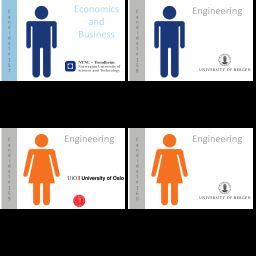 Economics
and
Business
NTNU – Trondheim
Norwegian University of
Science and Technology
Engineering
UNIVERSITY OF BERGEN
Engineering
UiO University of Oslo
Engineering
UNIVERSITY OF BERGEN